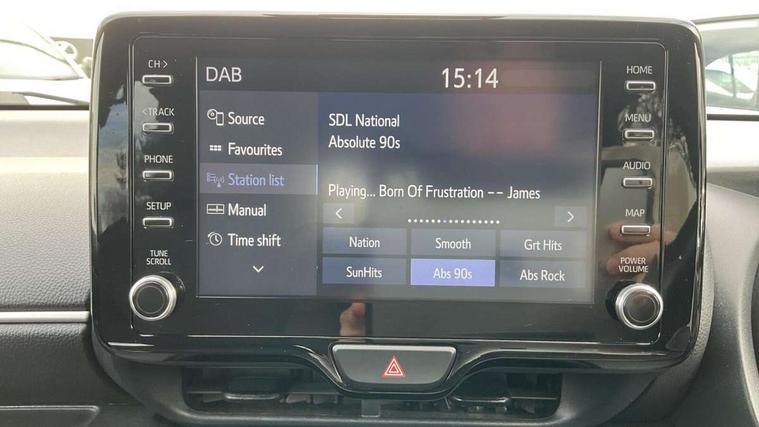 CH>
<TRACK
PHONE
SETUP
TUNE
SCROLL
DAB
15:14
Source
Favourites
Station list
Manual
Time shift
SDL National
Absolute 90s
Playing... Born Of Frustration -- James
< >
Nation Smooth Grt Hits
SunHits Abs 90s Abs Rock
HOME
MENU
AUDIO
MAP
POWER
VOLUME